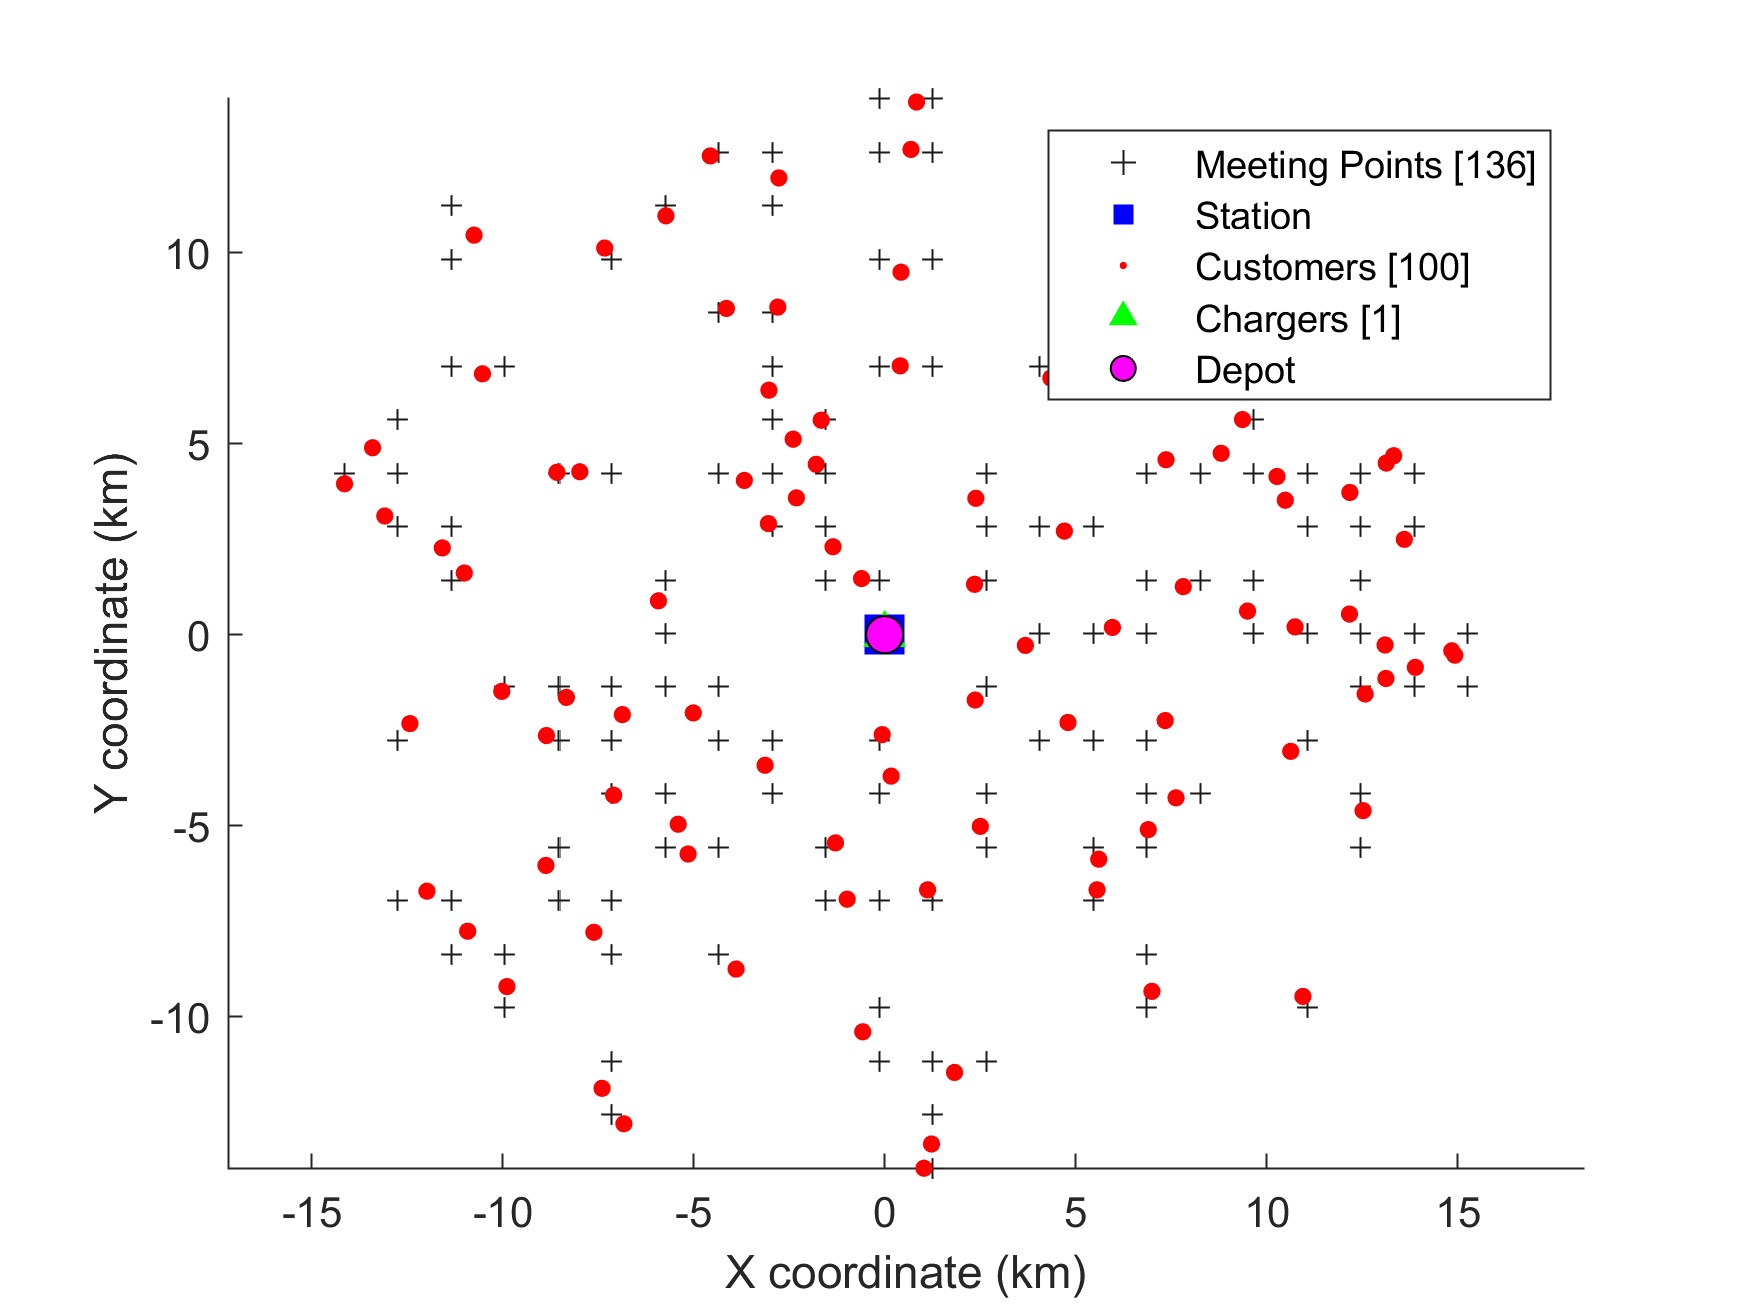 Meeting Points [136]
Station
Customers [100]
Chargers [1]
Depot
10
5
0
-5
-10
Y coordinate (km)
-15 -10 -5 0 5 10 15
X coordinate (km)